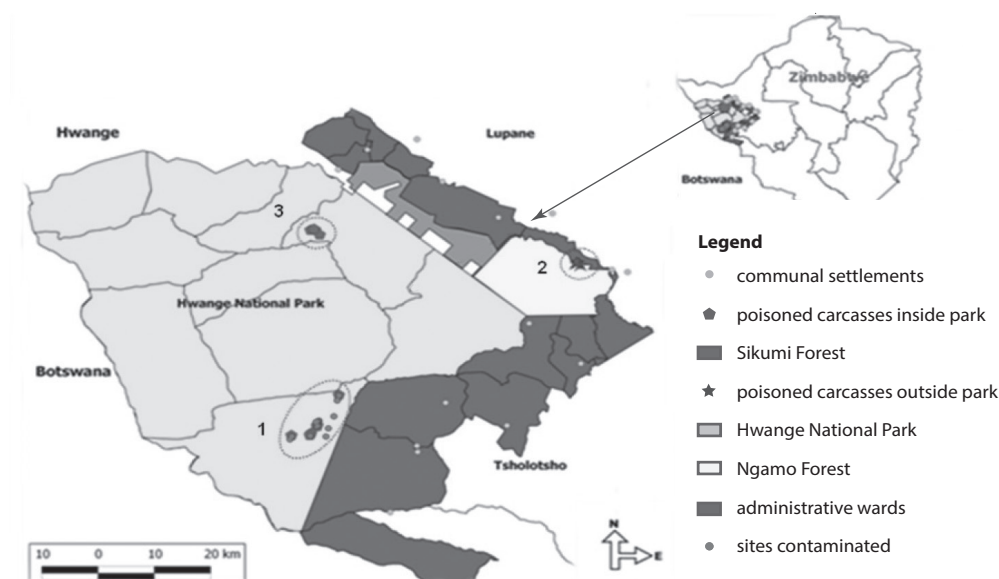 Hwange
Lupane
Zimbabwe
Botswana
3
2
Hwange National Park
Botswana
1
Tsholotsho
N
E
10 0 10 20 km
Legend
communal settlements
poisoned carcasses inside park
Sikumi Forest
poisoned carcasses outside park
Hwange National Park
Ngamo Forest
administrative wards
sites contaminated